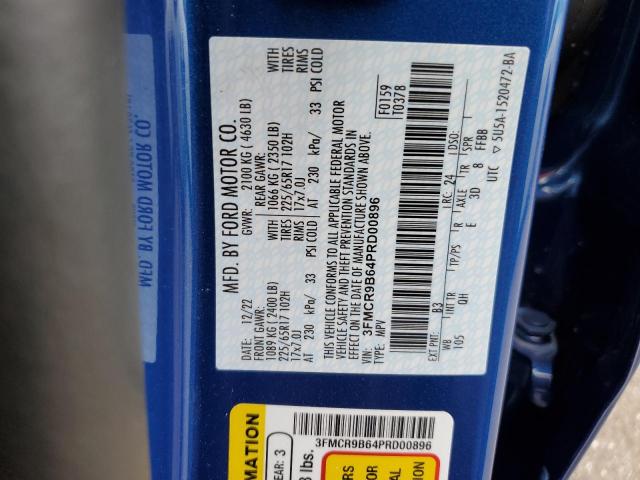 MFD. BY FORD MOTOR CO.
DATE: 12/22
GVWR: 2100 KG ( 4630 LB)
FRONT GAWR:
1089 KG ( 2400 LB)
225/65R17 102H
17x7.0J
AT 230 kPa/ 33 PSI COLD
REAR GAWR:
1066 KG ( 2350 LB)
225/65R17 102H
17x7.0J
AT 230 kPa/ 33 PSI COLD
WITH
TIRES
RIMS
WITH
TIRES
RIMS
THIS VEHICLE CONFORMS TO ALL APPLICABLE FEDERAL MOTOR
VEHICLE SAFETY AND THEFT PREVENTION STANDARDS IN
EFFECT ON THE DATE OF MANUFACTURE SHOWN ABOVE.
VIN: 3FMCR9B64PRD00896
TYPE: MPV
F0159
T0378
EXT PNT: B3
LRC: 24
DSO:
WB
INT TR
TP/PS
R
AXLE
TR
SPR
105
QH
E
3D
8
FFBB
UTC
▽ 5U5A-1520472-BA
MFD. BY FORD MOTOR CO.
3FMCR9B64PRD00896
REAR: 3
lbs.